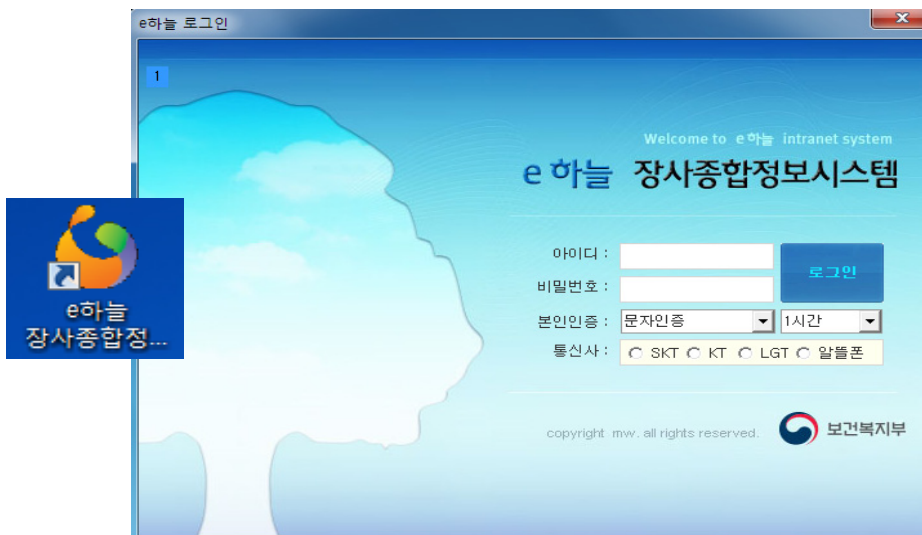 e하늘 로그인
1
Welcome to e하늘 intranet system
e하늘 장사종합정보시스템
e하늘
장사종합정...
아이디 :
로그인
비밀번호 :
본인인증 : 문자인증 1시간
통신사 : SKT KT LGT 알뜰폰
copyright mw. all rights reserved. 보건복지부